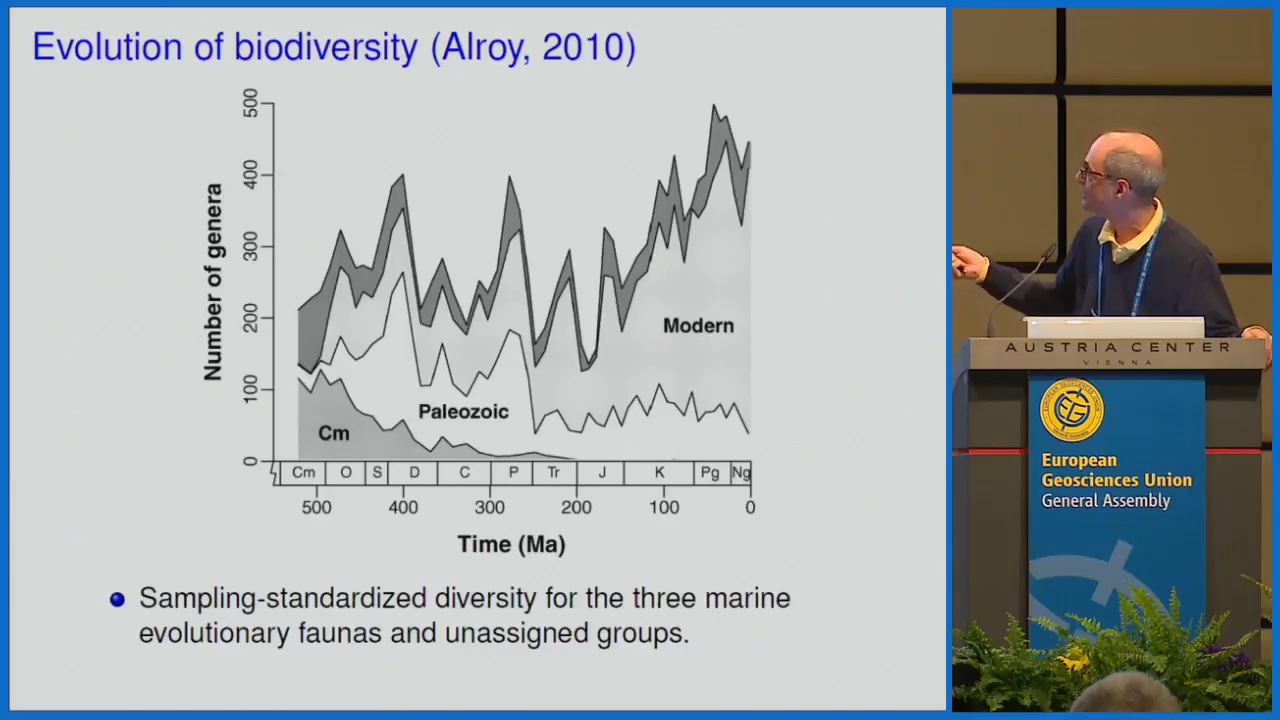 Evolution of biodiversity (Alroy, 2010)
Number of genera
500
400
300
200
100
0
Modern
Paleozoic
Cm
Cm O S D C P Tr J K Pg Ng
500 400 300 200 100 0
Time (Ma)
Sampling-standardized diversity for the three marine
evolutionary faunas and unassigned groups.
AUSTRIA CENTER
VIENNA
European
Geosciences Union
General Assembly